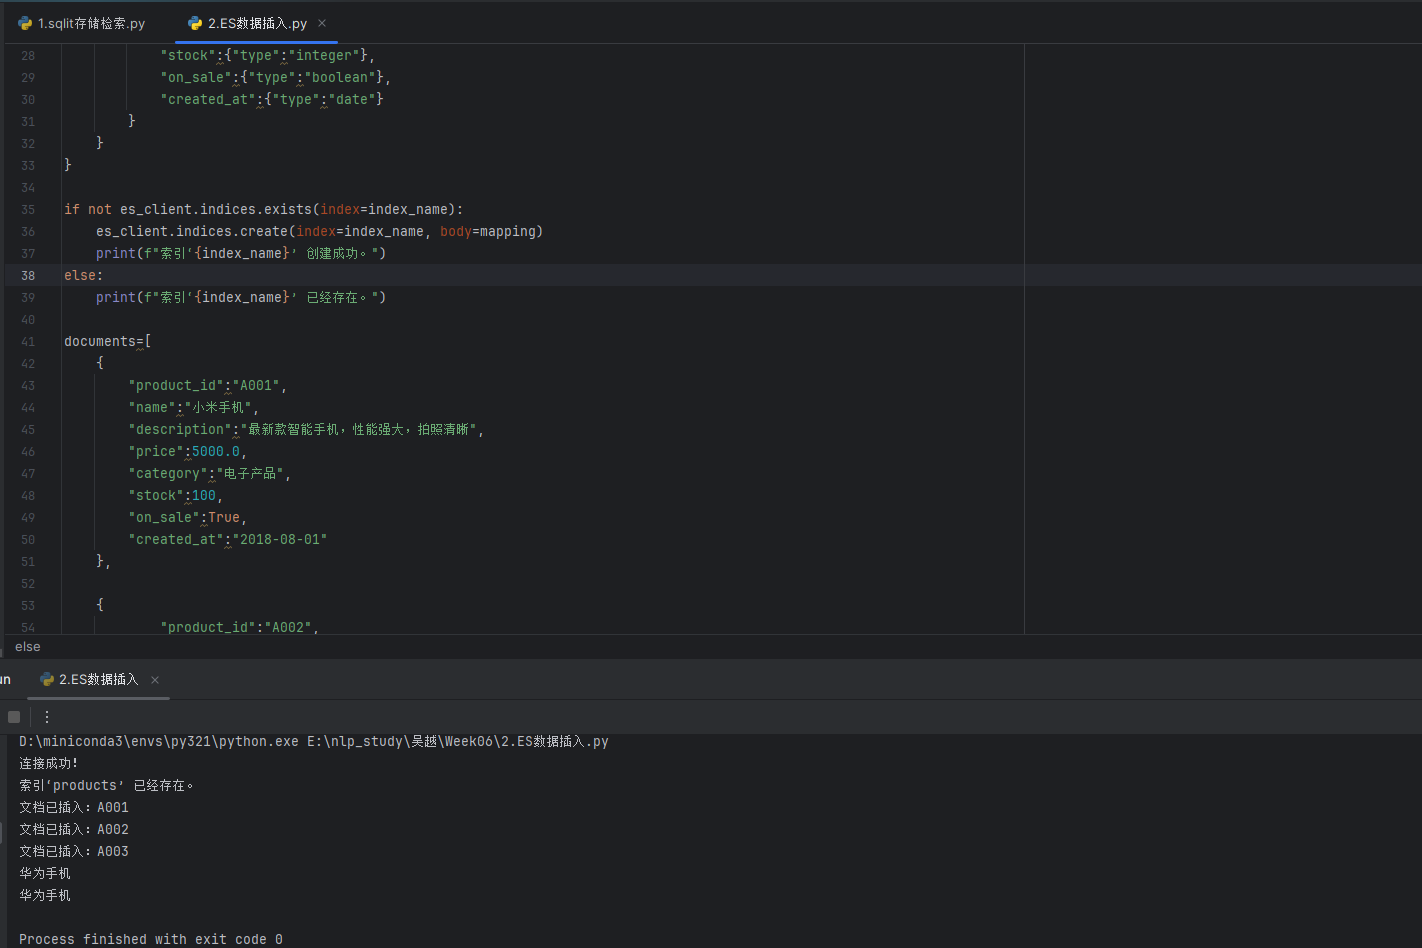 1.sqlit存储检索.py
2.ES数据插入.py
28 "stock":{"type":"integer"},
29 "on_sale":{"type":"boolean"},
30 "created_at":{"type":"date"}
31 }
32 }
33 }
34
35 if not es_client.indices.exists(index=index_name):
36 es_client.indices.create(index=index_name, body=mapping)
37 print(f"索引‘{index_name}’ 创建成功。")
38 else:
39 print(f"索引‘{index_name}’ 已经存在。")
40
41 documents=[
42 {
43 "product_id":"A001",
44 "name":"小米手机",
45 "description":"最新款智能手机，性能强大，拍照清晰",
46 "price":5000.0,
47 "category":"电子产品",
48 "stock":100,
49 "on_sale":True,
50 "created_at":"2018-08-01"
51 },
52
53 {
54 "product_id":"A002",
else
un
2.ES数据插入
D:\miniconda3\envs\py321\python.exe E:\nlp_study\吴越\Week06\2.ES数据插入.py
连接成功!
索引‘products’ 已经存在。
文档已插入: A001
文档已插入: A002
文档已插入: A003
华为手机
华为手机
Process finished with exit code 0